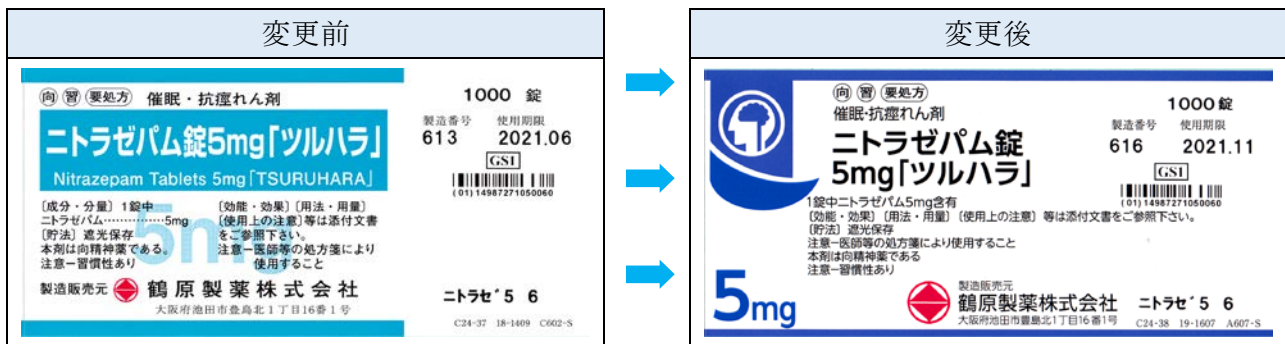 変更前
向 習 要処方 催眠・抗痙れん剤
ニトラゼパム錠5mg「ツルハラ」
Nitrazepam Tablets 5mg「TSURUHARA」
〔成分・分量〕1錠中
ニトラゼパム……………5mg
〔貯法〕遮光保存
本剤は向精神薬である。
注意−習慣性あり
5mg
〔効能・効果〕〔用法・用量〕
〔使用上の注意〕等は添付文書
をご参照下さい。
注意−医師等の処方箋により
使用すること
製造販売元 鶴原製薬株式会社
大阪府池田市豊島北1丁目16番1号
1000 錠
製造番号 使用期限
613 2021.06
GS1
(01)14987271050060
ニトラゼ 5 6
C24-37 18-1409 C602-S
変更後
向 習 要処方
催眠・抗痙れん剤
ニトラゼパム錠
5mg「ツルハラ」
1錠中ニトラゼパム5mg含有
〔効能・効果〕〔用法・用量〕〔使用上の注意〕等は添付文書をご参照下さい。
〔貯法〕遮光保存
注意−医師等の処方箋により使用すること
本剤は向精神薬である
注意−習慣性あり
5mg
製造販売元
鶴原製薬株式会社
大阪府池田市豊島北1丁目16番1号
1000錠
製造番号 使用期限
616 2021.11
GS1
(01)14987271050060
ニトラゼ 5 6
C24-38 19-1607 A607-S